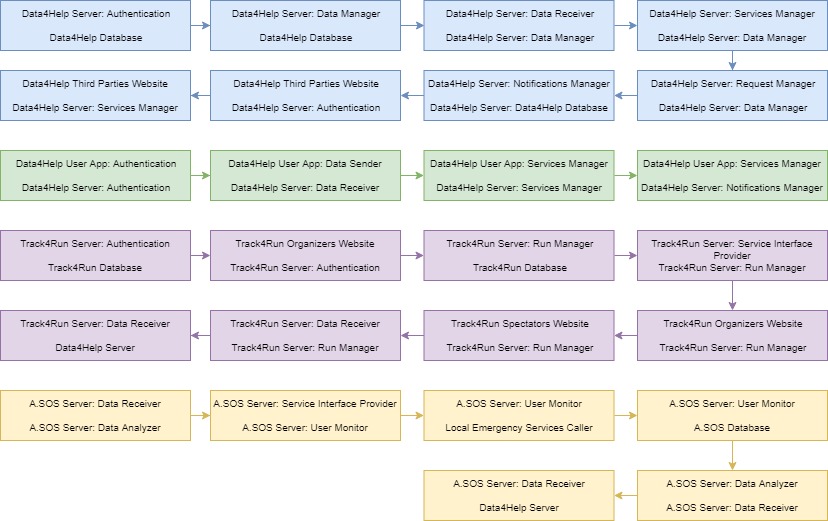 Data4Help Server: Authentication
Data4Help Database
Data4Help Server: Data Manager
Data4Help Database
Data4Help Server: Data Receiver
Data4Help Server: Data Manager
Data4Help Server: Services Manager
Data4Help Server: Data Manager
Data4Help Third Parties Website
Data4Help Server: Services Manager
Data4Help Third Parties Website
Data4Help Server: Authentication
Data4Help Server: Notifications Manager
Data4Help Server: Data4Help Database
Data4Help Server: Request Manager
Data4Help Server: Data Manager
Data4Help User App: Authentication
Data4Help Server: Authentication
Data4Help User App: Data Sender
Data4Help Server: Data Receiver
Data4Help User App: Services Manager
Data4Help Server: Services Manager
Data4Help User App: Services Manager
Data4Help Server: Notifications Manager
Track4Run Server: Authentication
Track4Run Database
Track4Run Organizers Website
Track4Run Server: Authentication
Track4Run Server: Run Manager
Track4Run Database
Track4Run Server: Service Interface
Provider
Track4Run Server: Run Manager
Track4Run Server: Data Receiver
Data4Help Server
Track4Run Server: Data Receiver
Track4Run Server: Run Manager
Track4Run Spectators Website
Track4Run Server: Run Manager
Track4Run Organizers Website
Track4Run Server: Run Manager
A.SOS Server: Data Receiver
A.SOS Server: Data Analyzer
A.SOS Server: Service Interface Provider
A.SOS Server: User Monitor
A.SOS Server: User Monitor
Local Emergency Services Caller
A.SOS Server: User Monitor
A.SOS Database
A.SOS Server: Data Receiver
Data4Help Server
A.SOS Server: Data Analyzer
A.SOS Server: Data Receiver